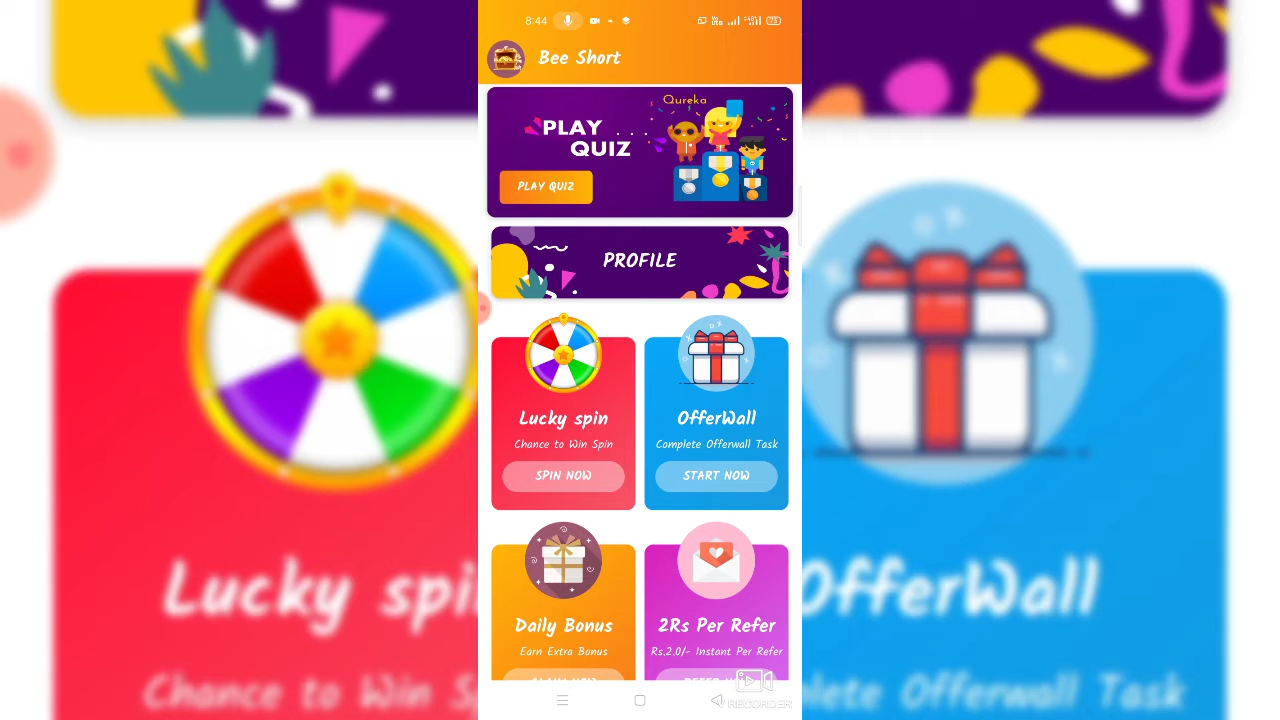 8:44
Bee Short
Qureka
PLAY
QUIZ
PLAY QUIZ
PROFILE
Lucky spin
OfferWall
Chance to Win Spin
Complete Offerwall Task
SPIN NOW
START NOW
Daily Bonus
2Rs Per Refer
Earn Extra Bonus
Rs.2.0/- Instant Per Refer
RECORDER
Lucky spi
OfferWall
Chance to Win S
plete Offerwall Task